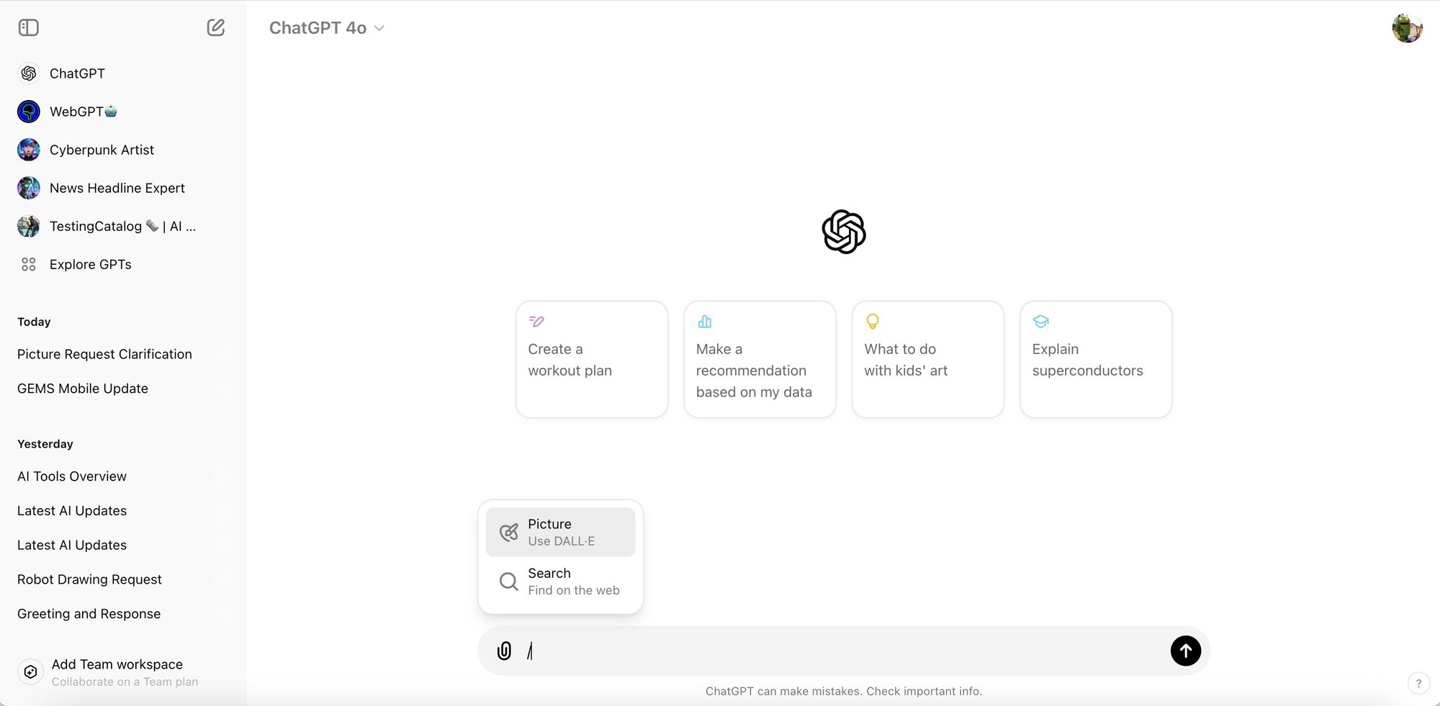 ChatGPT 4o
ChatGPT
WebGPT🤖
Cyberpunk Artist
News Headline Expert
TestingCatalog 🗞️ | AI ...
Explore GPTs
Today
Picture Request Clarification
GEMS Mobile Update
Yesterday
AI Tools Overview
Latest AI Updates
Latest AI Updates
Robot Drawing Request
Greeting and Response
Add Team workspace
Collaborate on a Team plan
Create a
workout plan
Make a
recommendation
based on my data
What to do
with kids' art
Explain
superconductors
Picture
Use DALL·E
Search
Find on the web
/
ChatGPT can make mistakes. Check important info.
?